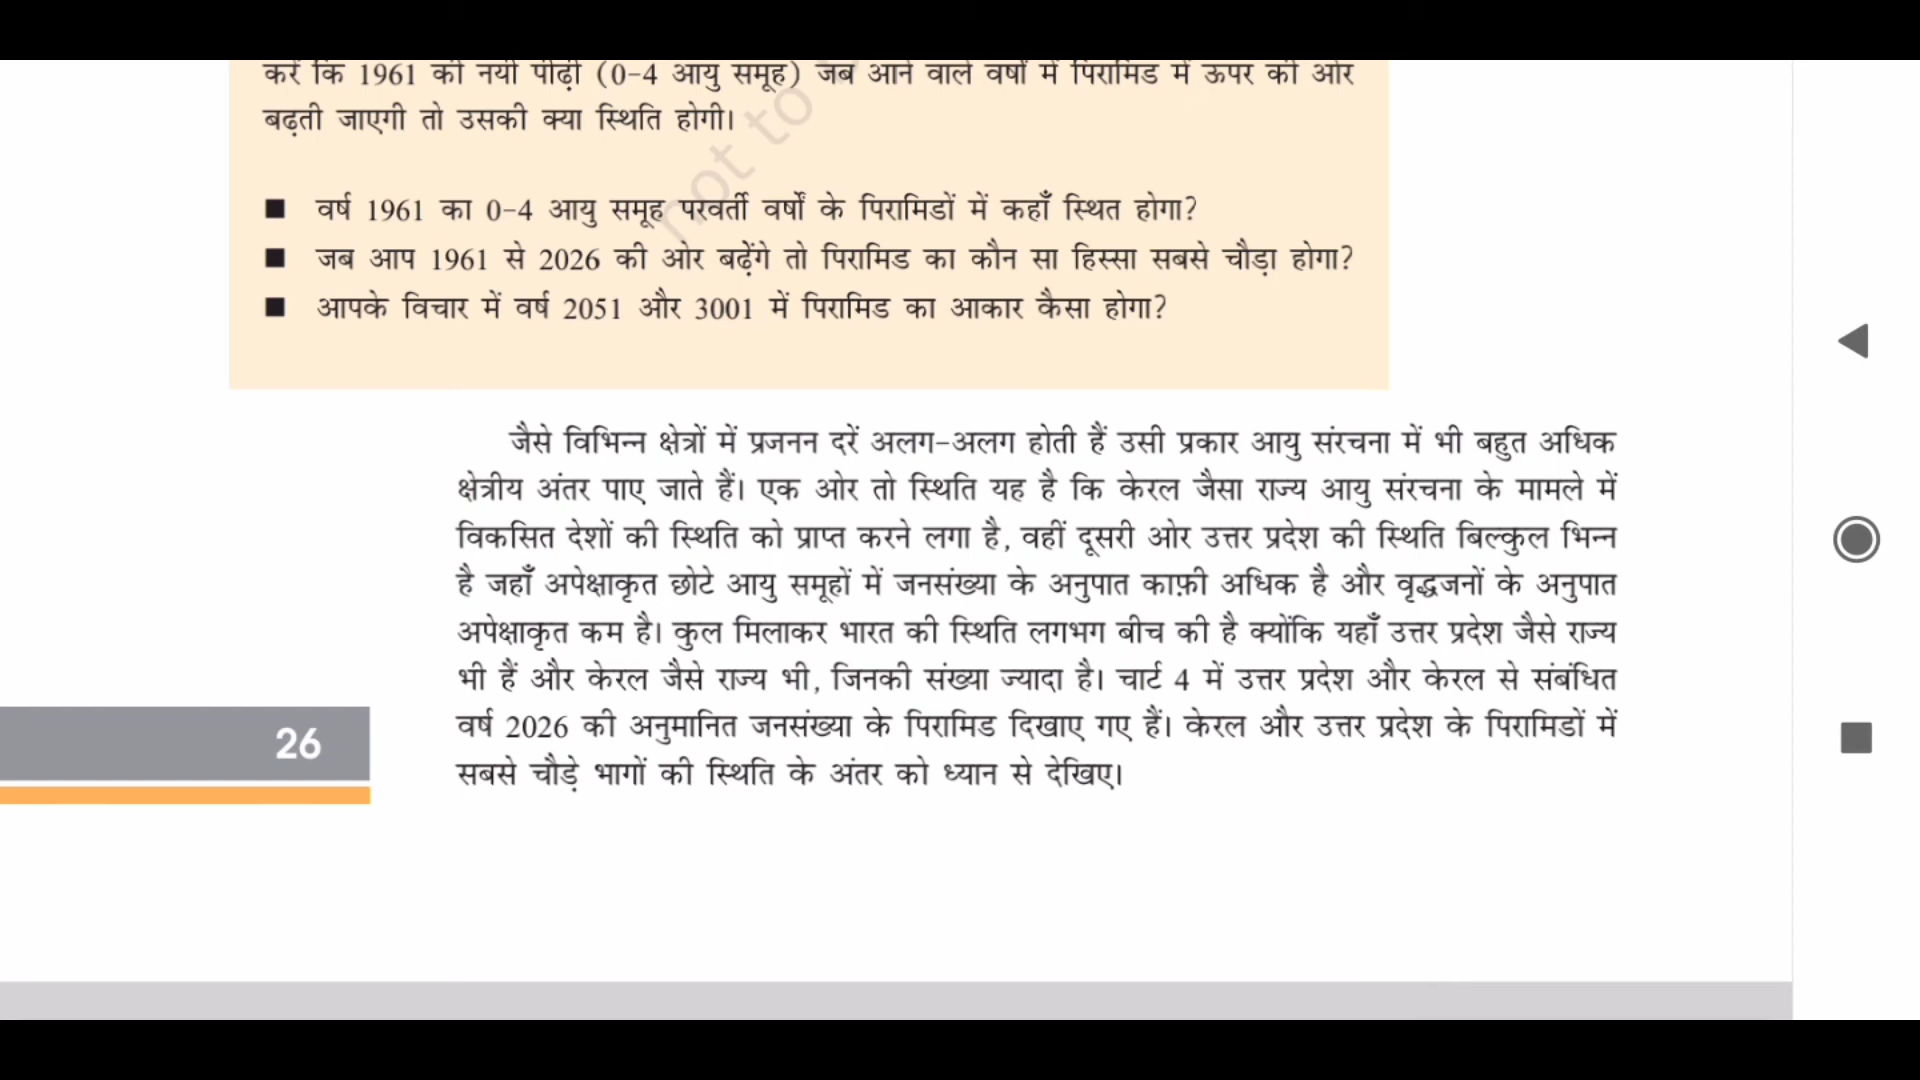 करें कि 1961 की नयी पीढ़ी (0-4 आयु समूह) जब आने वाले वर्षों में पिरामिड में ऊपर की ओर
बढ़ती जाएगी तो उसकी क्या स्थिति होगी।
not to
■ वर्ष 1961 का 0-4 आयु समूह परवर्ती वर्षों के पिरामिडों में कहाँ स्थित होगा?
■ जब आप 1961 से 2026 की ओर बढ़ेंगे तो पिरामिड का कौन सा हिस्सा सबसे चौड़ा होगा?
■ आपके विचार में वर्ष 2051 और 3001 में पिरामिड का आकार कैसा होगा?
जैसे विभिन्न क्षेत्रों में प्रजनन दरें अलग-अलग होती हैं उसी प्रकार आयु संरचना में भी बहुत अधिक
क्षेत्रीय अंतर पाए जाते हैं। एक ओर तो स्थिति यह है कि केरल जैसा राज्य आयु संरचना के मामले में
विकसित देशों की स्थिति को प्राप्त करने लगा है, वहीं दूसरी ओर उत्तर प्रदेश की स्थिति बिल्कुल भिन्न
है जहाँ अपेक्षाकृत छोटे आयु समूहों में जनसंख्या के अनुपात काफ़ी अधिक है और वृद्धजनों के अनुपात
अपेक्षाकृत कम है। कुल मिलाकर भारत की स्थिति लगभग बीच की है क्योंकि यहाँ उत्तर प्रदेश जैसे राज्य
भी हैं और केरल जैसे राज्य भी, जिनकी संख्या ज्यादा है। चार्ट 4 में उत्तर प्रदेश और केरल से संबंधित
वर्ष 2026 की अनुमानित जनसंख्या के पिरामिड दिखाए गए हैं। केरल और उत्तर प्रदेश के पिरामिडों में
सबसे चौड़े भागों की स्थिति के अंतर को ध्यान से देखिए।
26